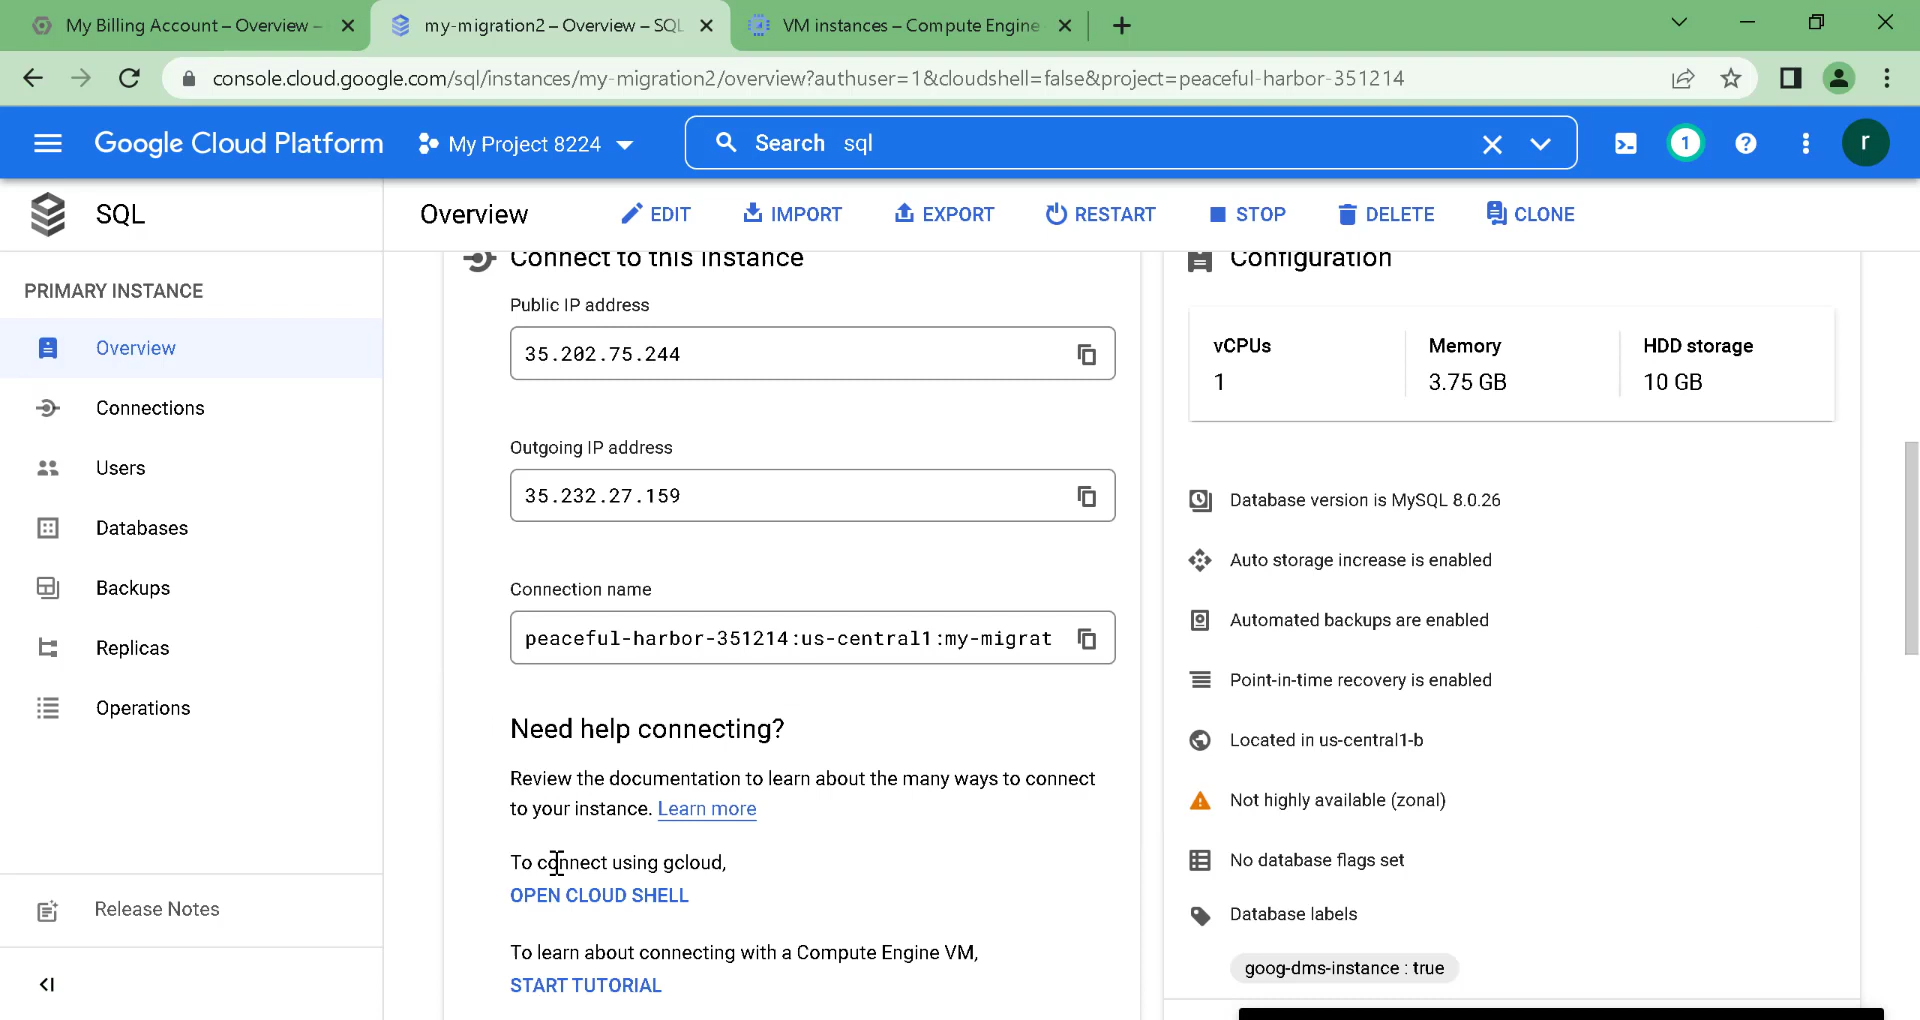 My Billing Account – Overview –
my-migration2 – Overview – SQL
VM instances – Compute Engine
console.cloud.google.com/sql/instances/my-migration2/overview?authuser=1&cloudshell=false&project=peaceful-harbor-351214
Google Cloud Platform
My Project 8224
Search sql
1
?
r
SQL
Overview
EDIT
IMPORT
EXPORT
RESTART
STOP
DELETE
CLONE
PRIMARY INSTANCE
Overview
Connections
Users
Databases
Backups
Replicas
Operations
Release Notes
Connect to this instance
Public IP address
35.202.75.244
Outgoing IP address
35.232.27.159
Connection name
peaceful-harbor-351214:us-central1:my-migrat
Need help connecting?
Review the documentation to learn about the many ways to connect
to your instance. Learn more
To connect using gcloud,
OPEN CLOUD SHELL
To learn about connecting with a Compute Engine VM,
START TUTORIAL
Configuration
vCPUs
1
Memory
3.75 GB
HDD storage
10 GB
Database version is MySQL 8.0.26
Auto storage increase is enabled
Automated backups are enabled
Point-in-time recovery is enabled
Located in us-central1-b
Not highly available (zonal)
No database flags set
Database labels
goog-dms-instance : true